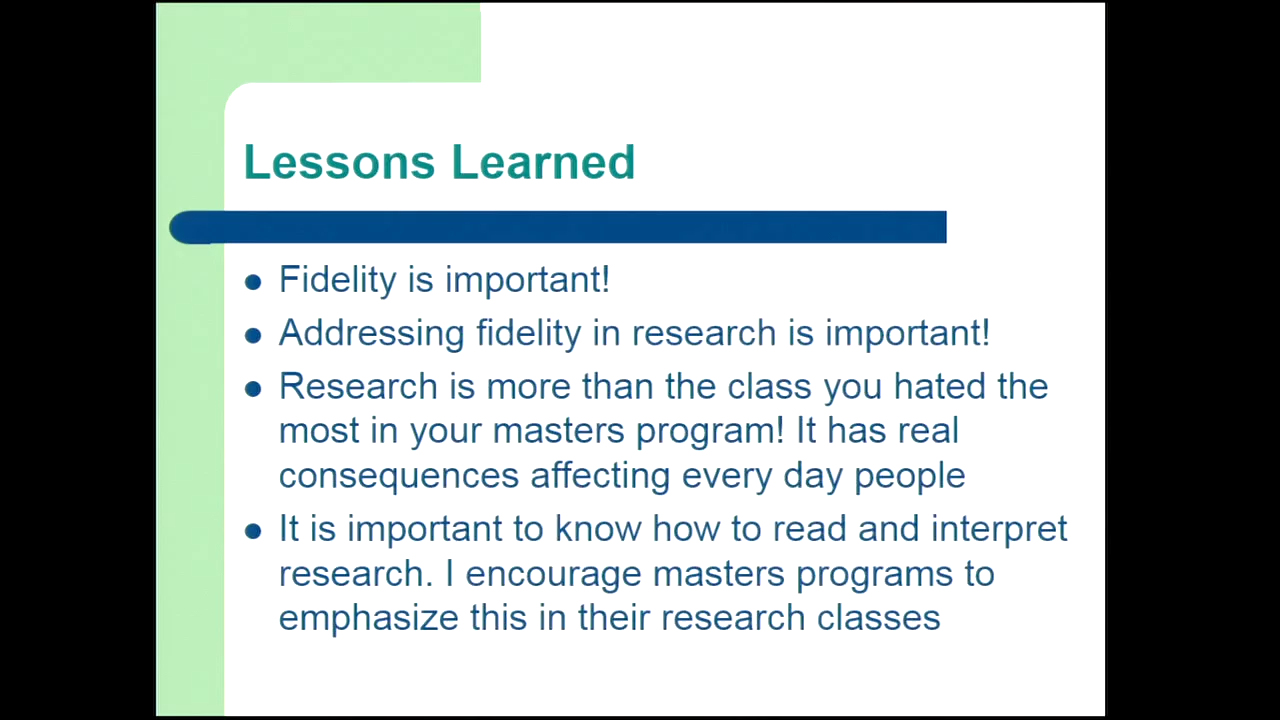 Lessons Learned
Fidelity is important!
Addressing fidelity in research is important!
Research is more than the class you hated the
most in your masters program! It has real
consequences affecting every day people
It is important to know how to read and interpret
research. I encourage masters programs to
emphasize this in their research classes